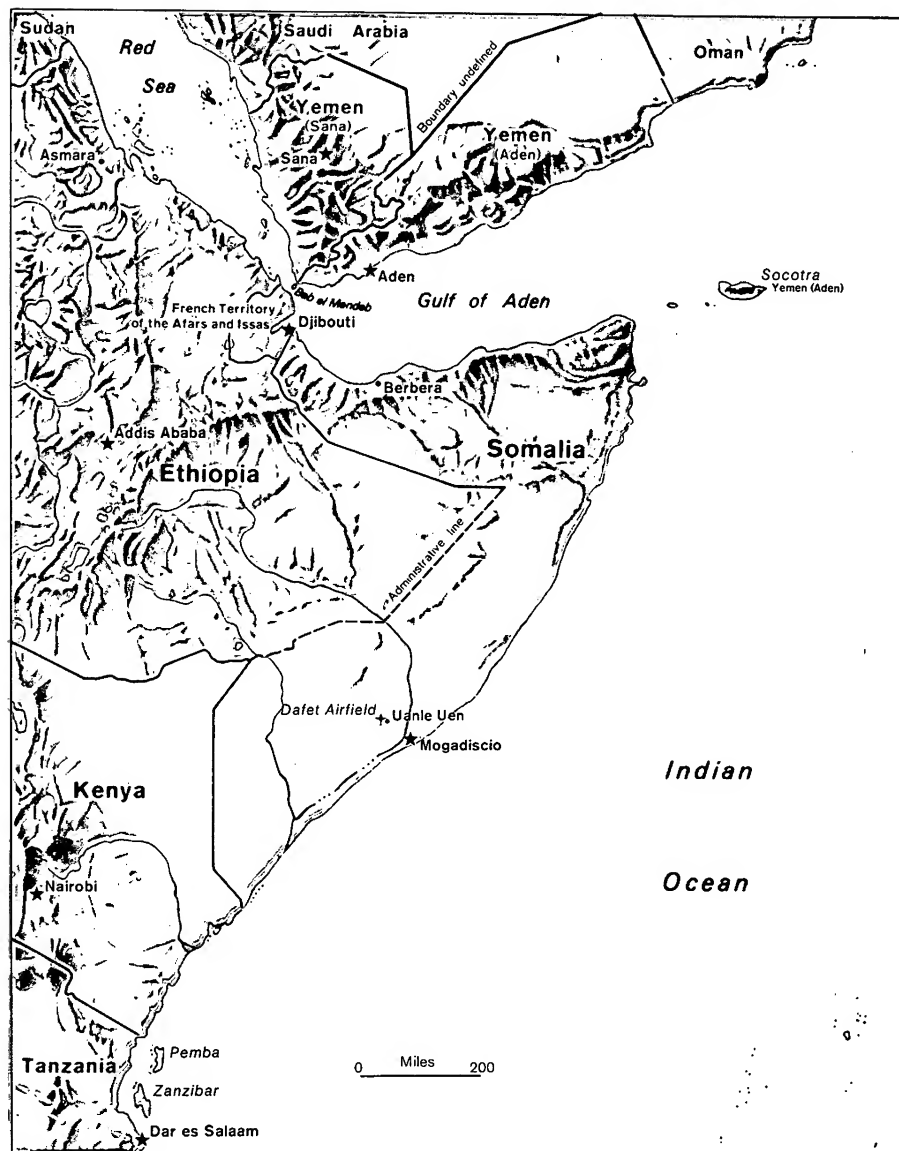 Sudan
Red
Sea
Saudi Arabia
Oman
Boundary undefined
Yemen
(Sana)
Yemen
(Aden)
Asmara
Sana
Aden
Socotra
Yemen (Aden)
Bab el Mendeb
Gulf of Aden
French Territory
of the Afars and Issas
Djibouti
Berbera
Addis Ababa
Somalia
Ethiopia
Administrative line
Dafet Airfield
Uanle Uen
Mogadiscio
Indian
Ocean
Kenya
Nairobi
Tanzania
Pemba
Zanzibar
Dar es Salaam
0 Miles 200